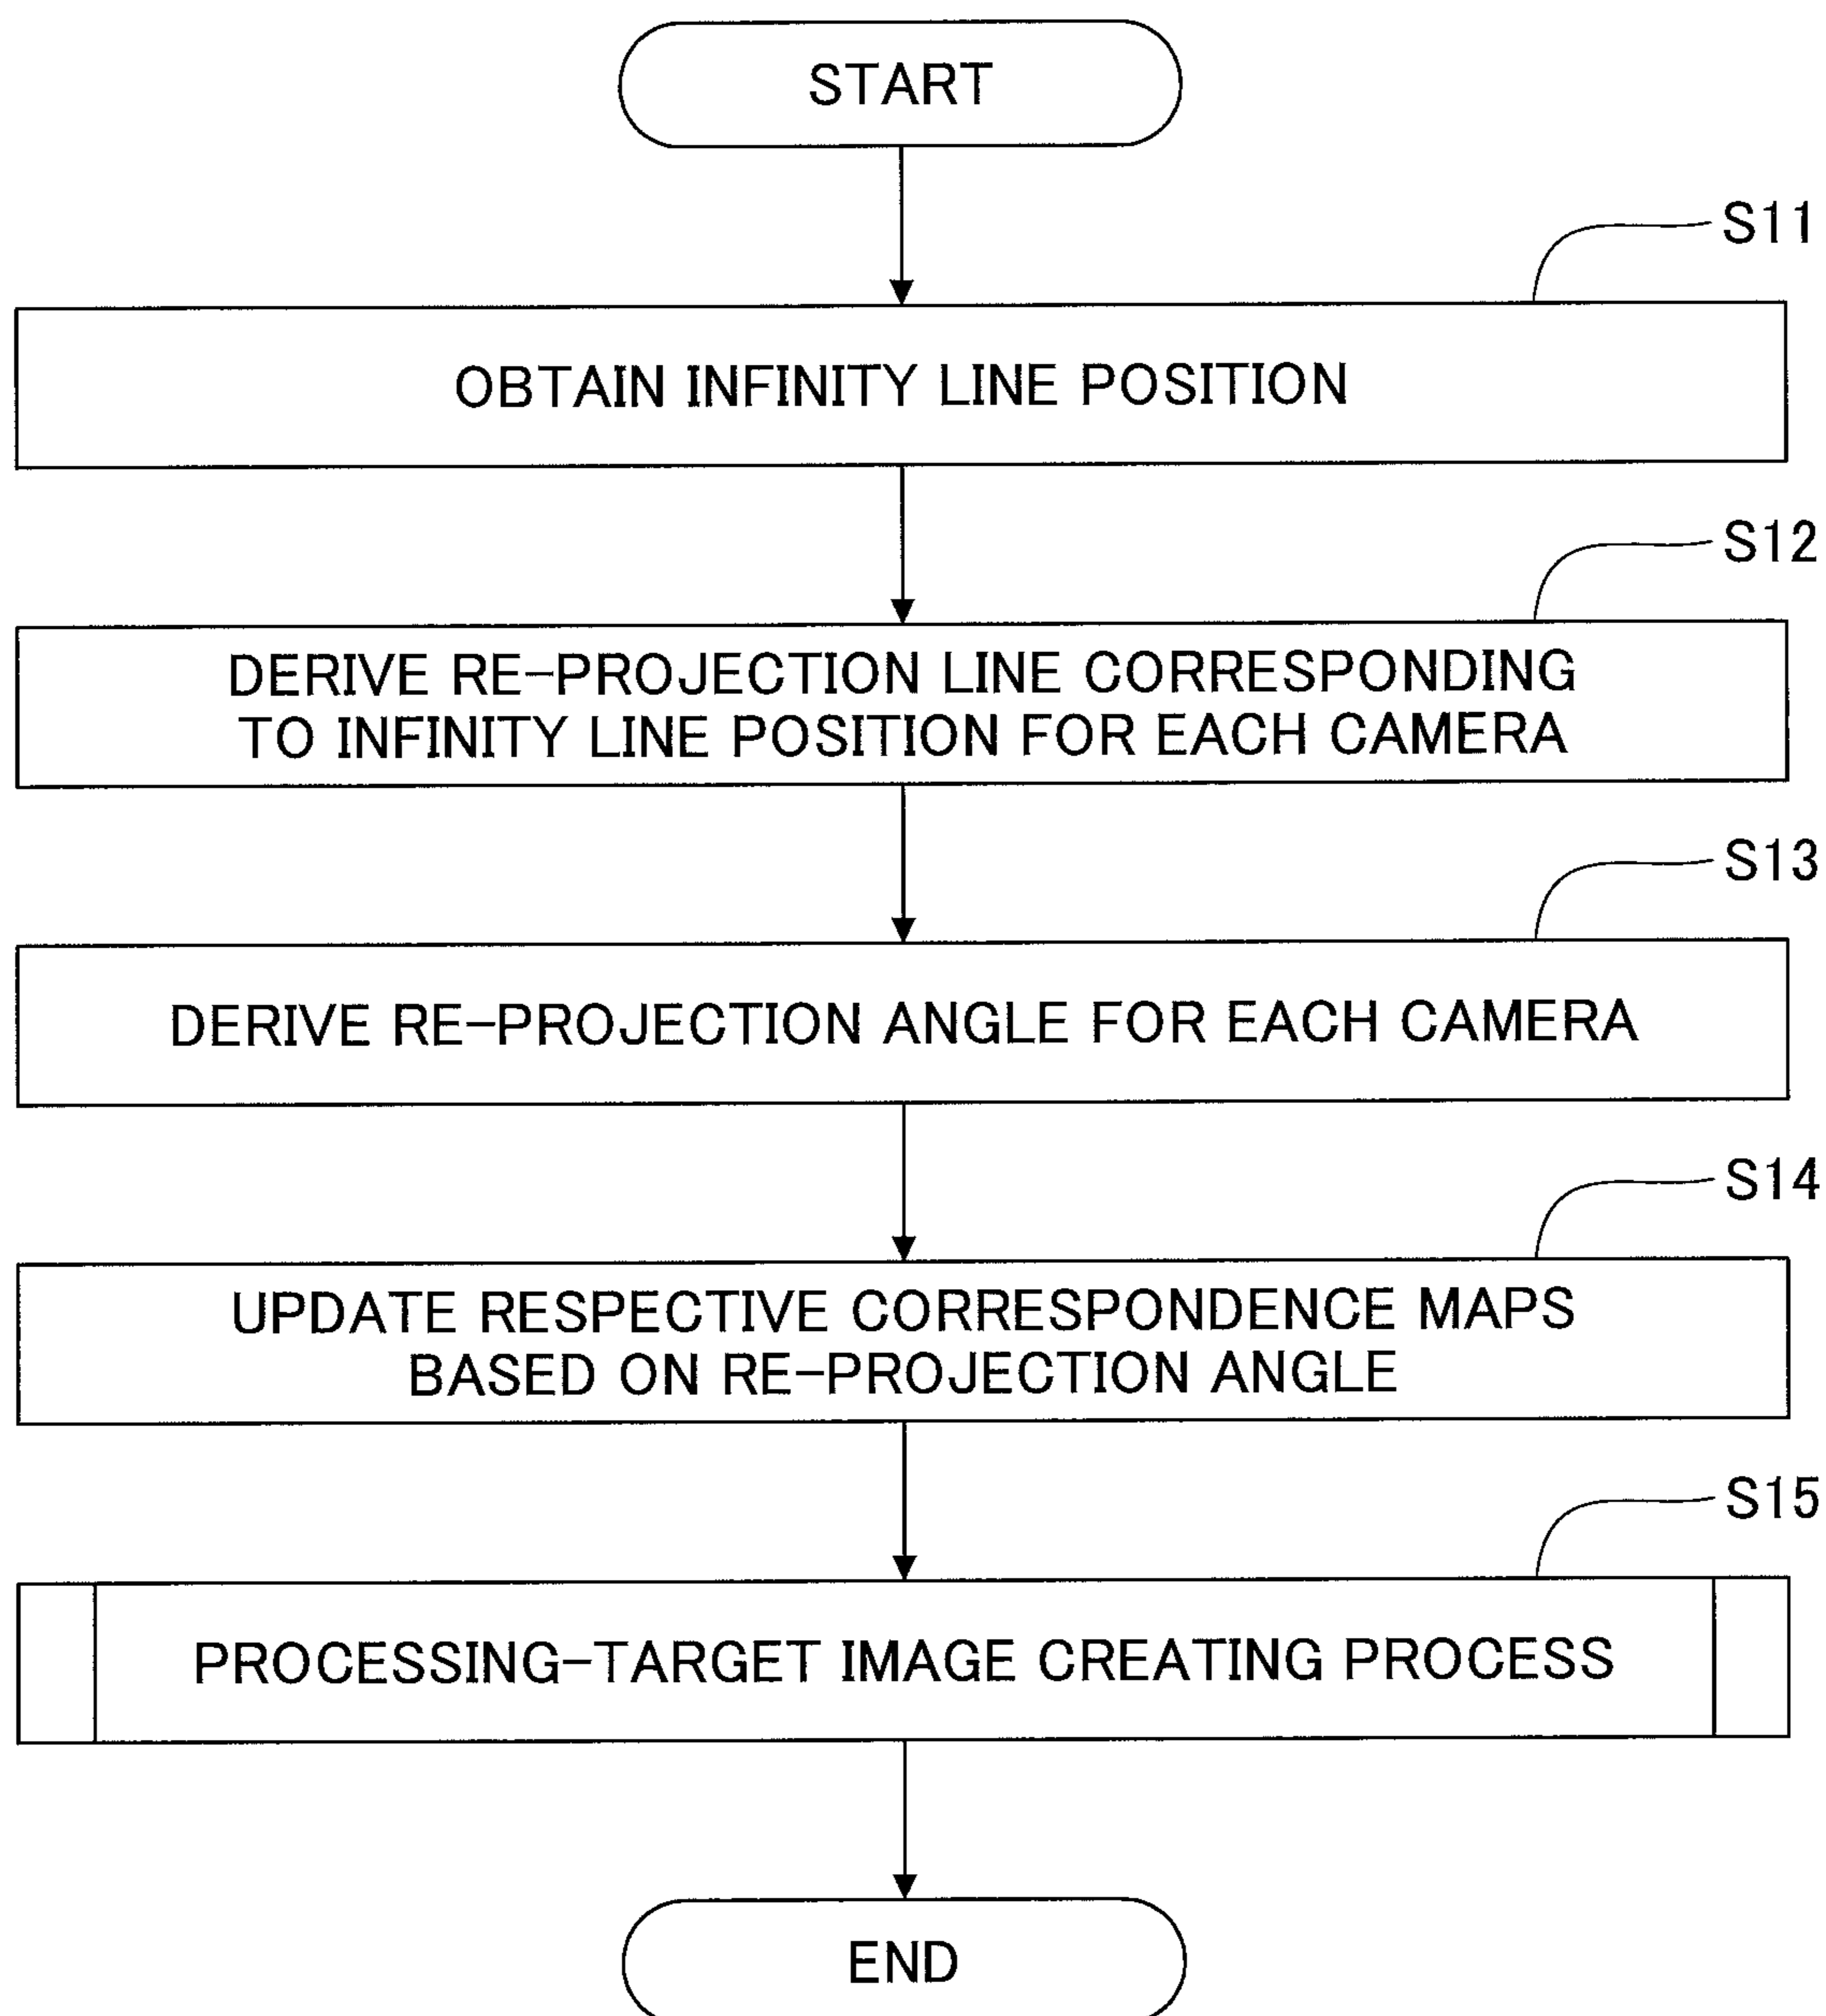 START
S11
OBTAIN INFINITY LINE POSITION
S12
DERIVE RE-PROJECTION LINE CORRESPONDING
TO INFINITY LINE POSITION FOR EACH CAMERA
S13
DERIVE RE-PROJECTION ANGLE FOR EACH CAMERA
S14
UPDATE RESPECTIVE CORRESPONDENCE MAPS
BASED ON RE-PROJECTION ANGLE
S15
PROCESSING-TARGET IMAGE CREATING PROCESS
END